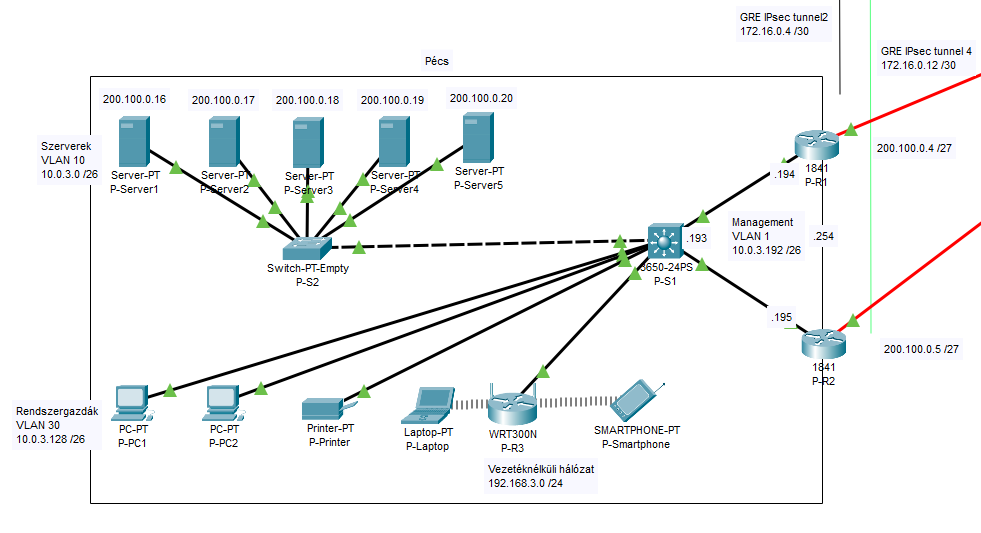 GRE IPsec tunnel2
172.16.0.4 /30
GRE IPsec tunnel 4
172.16.0.12 /30
Pécs
200.100.0.16
200.100.0.17
200.100.0.18
200.100.0.19
200.100.0.20
Szerverek
VLAN 10
10.0.3.0 /26
Server-PT
P-Server1
Server-PT
P-Server2
Server-PT
P-Server3
Server-PT
P-Server4
Server-PT
P-Server5
200.100.0.4 /27
1841
P-R1
.194
Management
VLAN 1
10.0.3.192 /26
.193
.254
Switch-PT-Empty
P-S2
3650-24PS
P-S1
.195
200.100.0.5 /27
1841
P-R2
Rendszergazdák
VLAN 30
10.0.3.128 /26
PC-PT
P-PC1
PC-PT
P-PC2
Printer-PT
P-Printer
Laptop-PT
P-Laptop
WRT300N
P-R3
SMARTPHONE-PT
P-Smartphone
Vezetéknélküli hálózat
192.168.3.0 /24